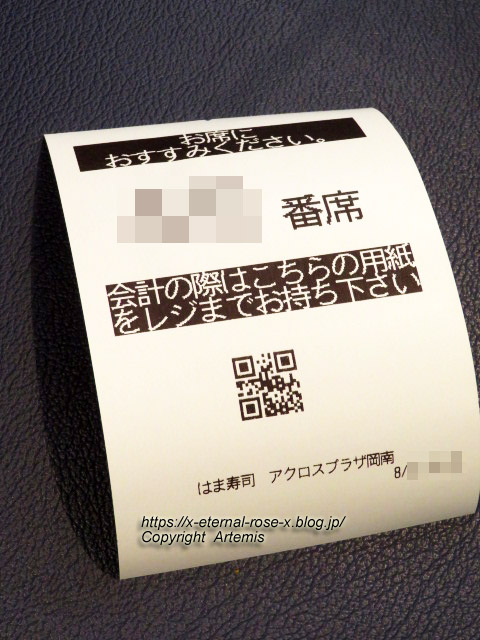 お席に
おすすみください。
番席
会計の際はこちらの用紙
をレジまでお持ち下さい
はま寿司 アクロスプラザ岡南
8/
https://x-eternal-rose-x.blog.jp/
Copyright Artemis